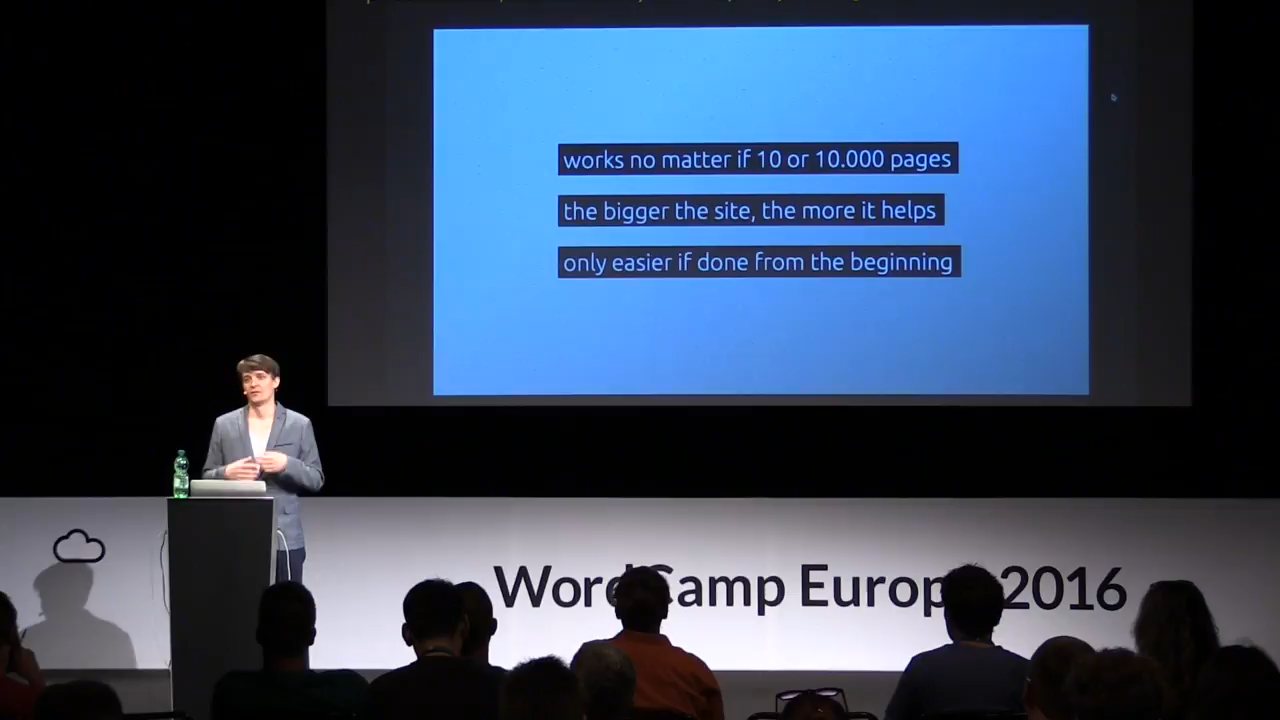 works no matter if 10 or 10.000 pages
the bigger the site, the more it helps
only easier if done from the beginning
WordCamp Europe 2016